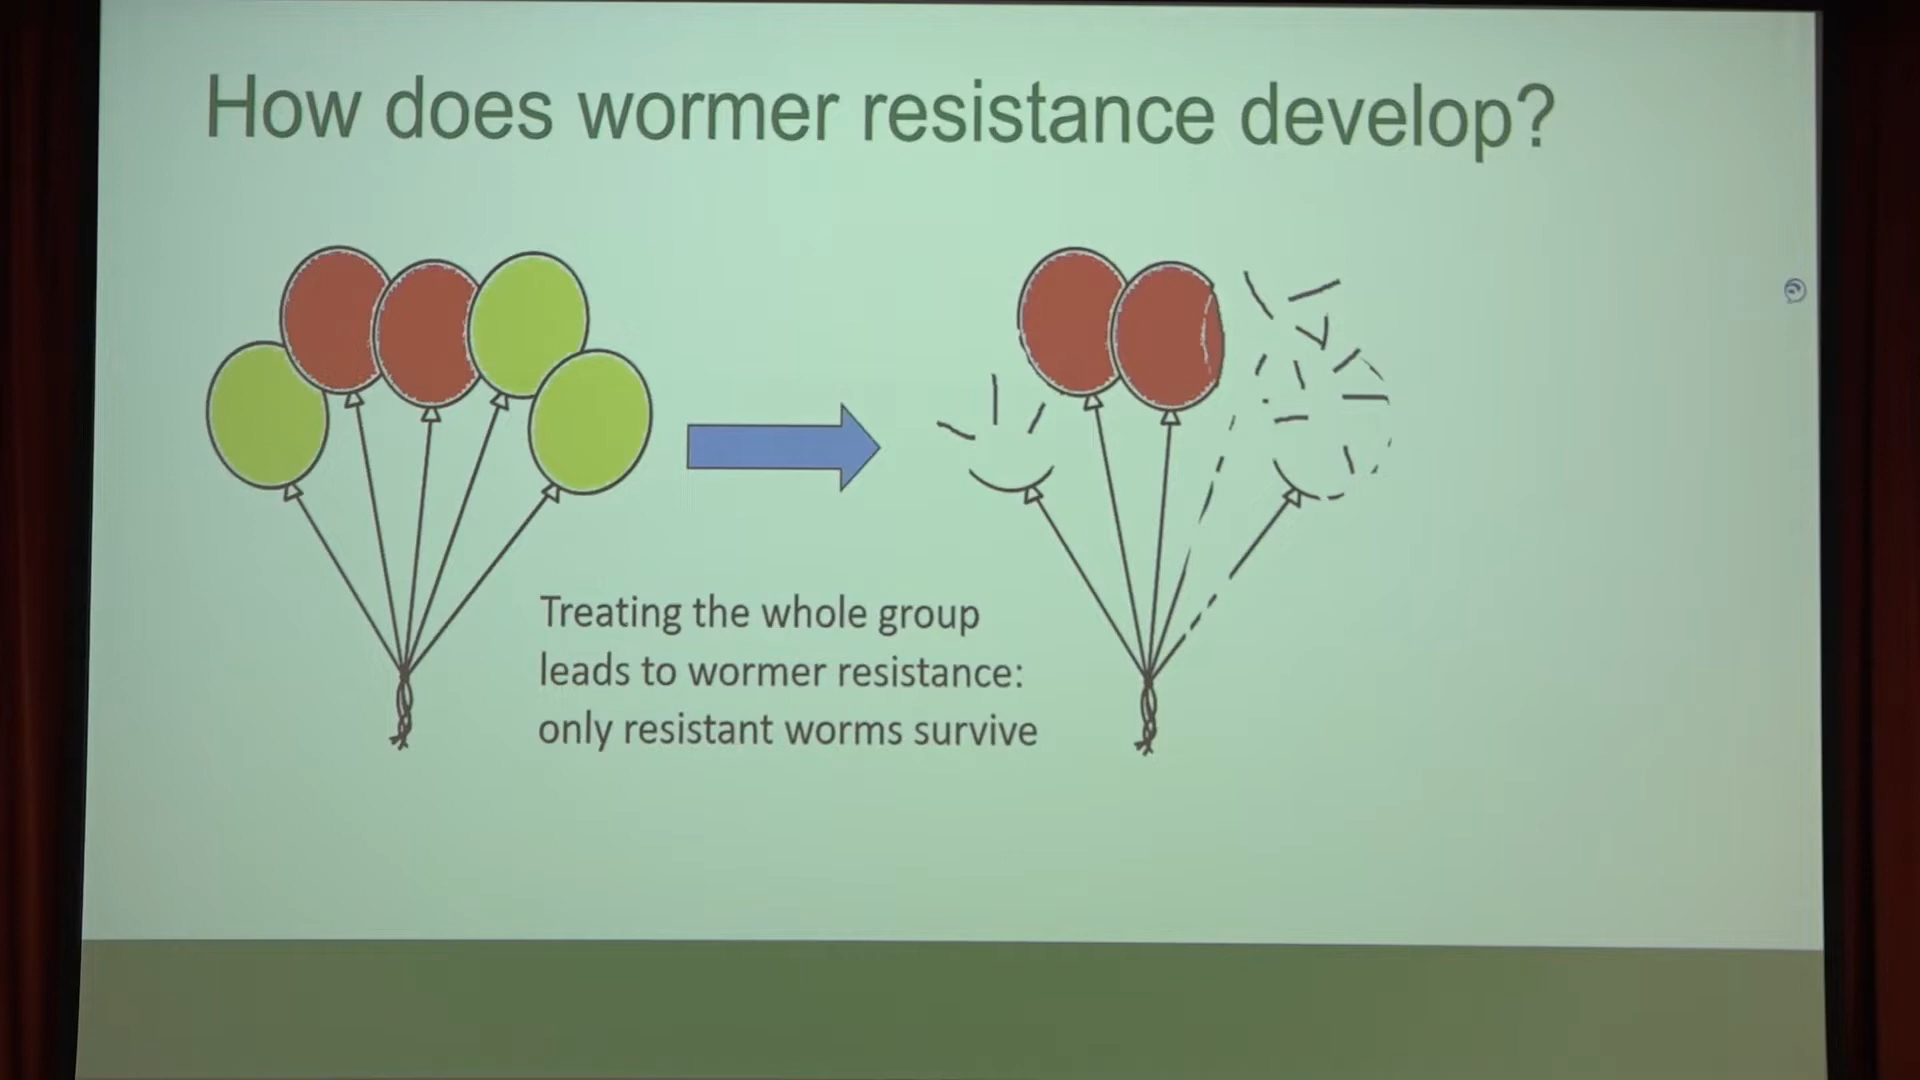 How does wormer resistance develop?
Treating the whole group
leads to wormer resistance:
only resistant worms survive